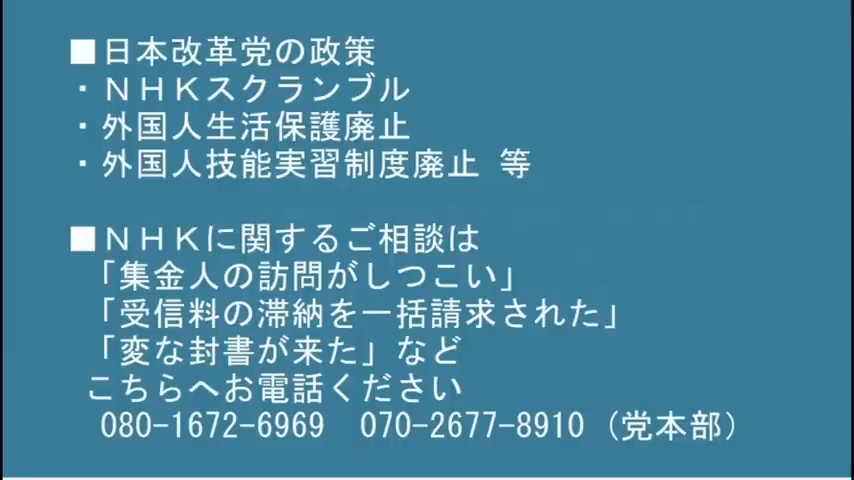 ■日本改革党の政策
・ＮＨＫスクランブル
・外国人生活保護廃止
・外国人技能実習制度廃止 等
■ＮＨＫに関するご相談は
「集金人の訪問がしつこい」
「受信料の滞納を一括請求された」
「変な封書が来た」など
こちらへお電話ください
080-1672-6969　070-2677-8910（党本部）